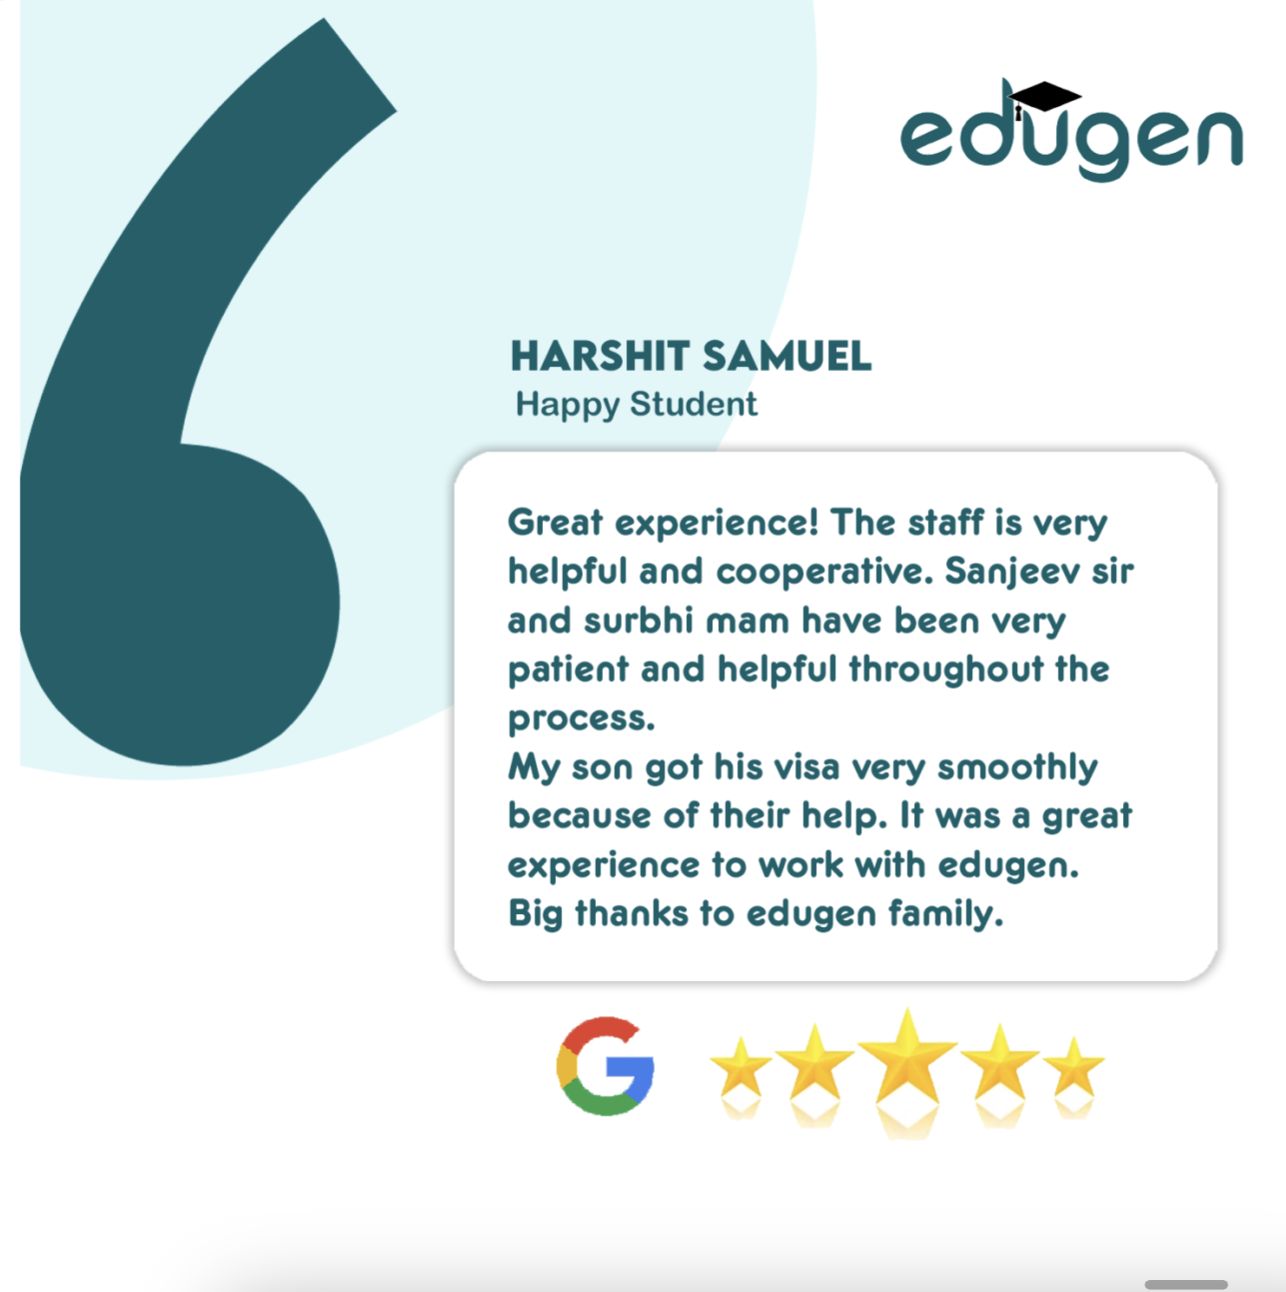 edugen
HARSHIT SAMUEL
Happy Student
Great experience! The staff is very
helpful and cooperative. Sanjeev sir
and surbhi mam have been very
patient and helpful throughout the
process.
My son got his visa very smoothly
because of their help. It was a great
experience to work with edugen.
Big thanks to edugen family.
G